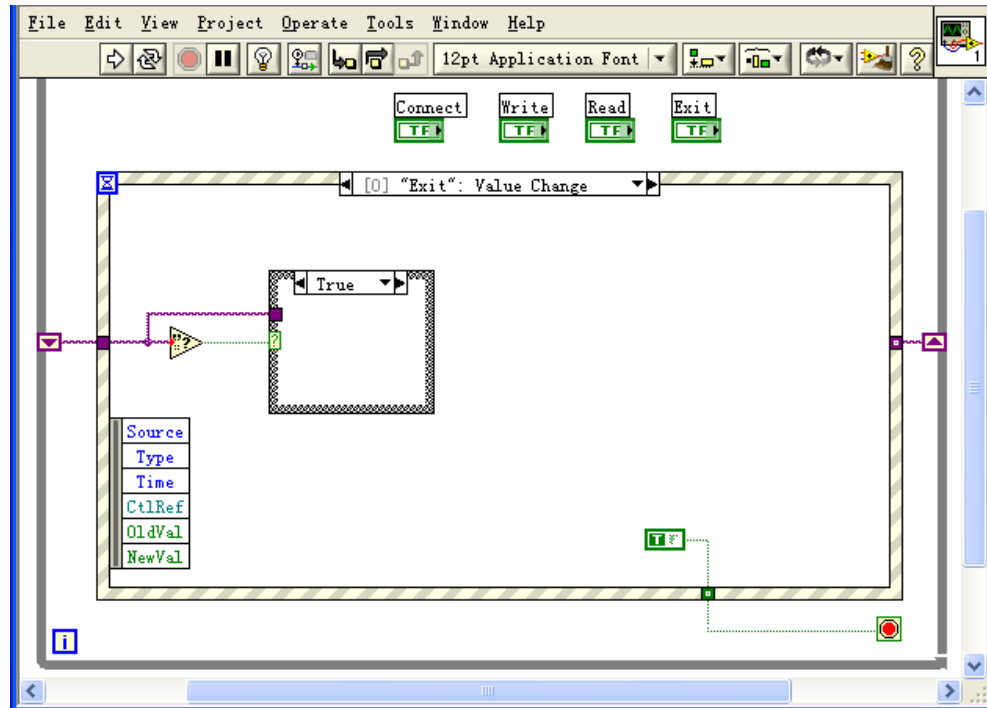 File Edit View Project Operate Tools Window Help
12pt Application Font
?
1
Connect Write Read Exit
TF TF TF TF
[0] "Exit": Value Change
True
?
?
Source
Type
Time
CtlRef
OldVal
NewVal
T
i